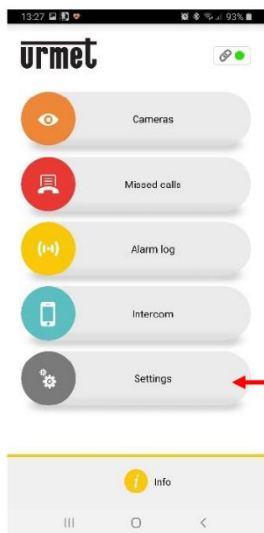 13:27 93%
urmet
Cameras
Missed calls
Alarm log
Intercom
Settings
i Info